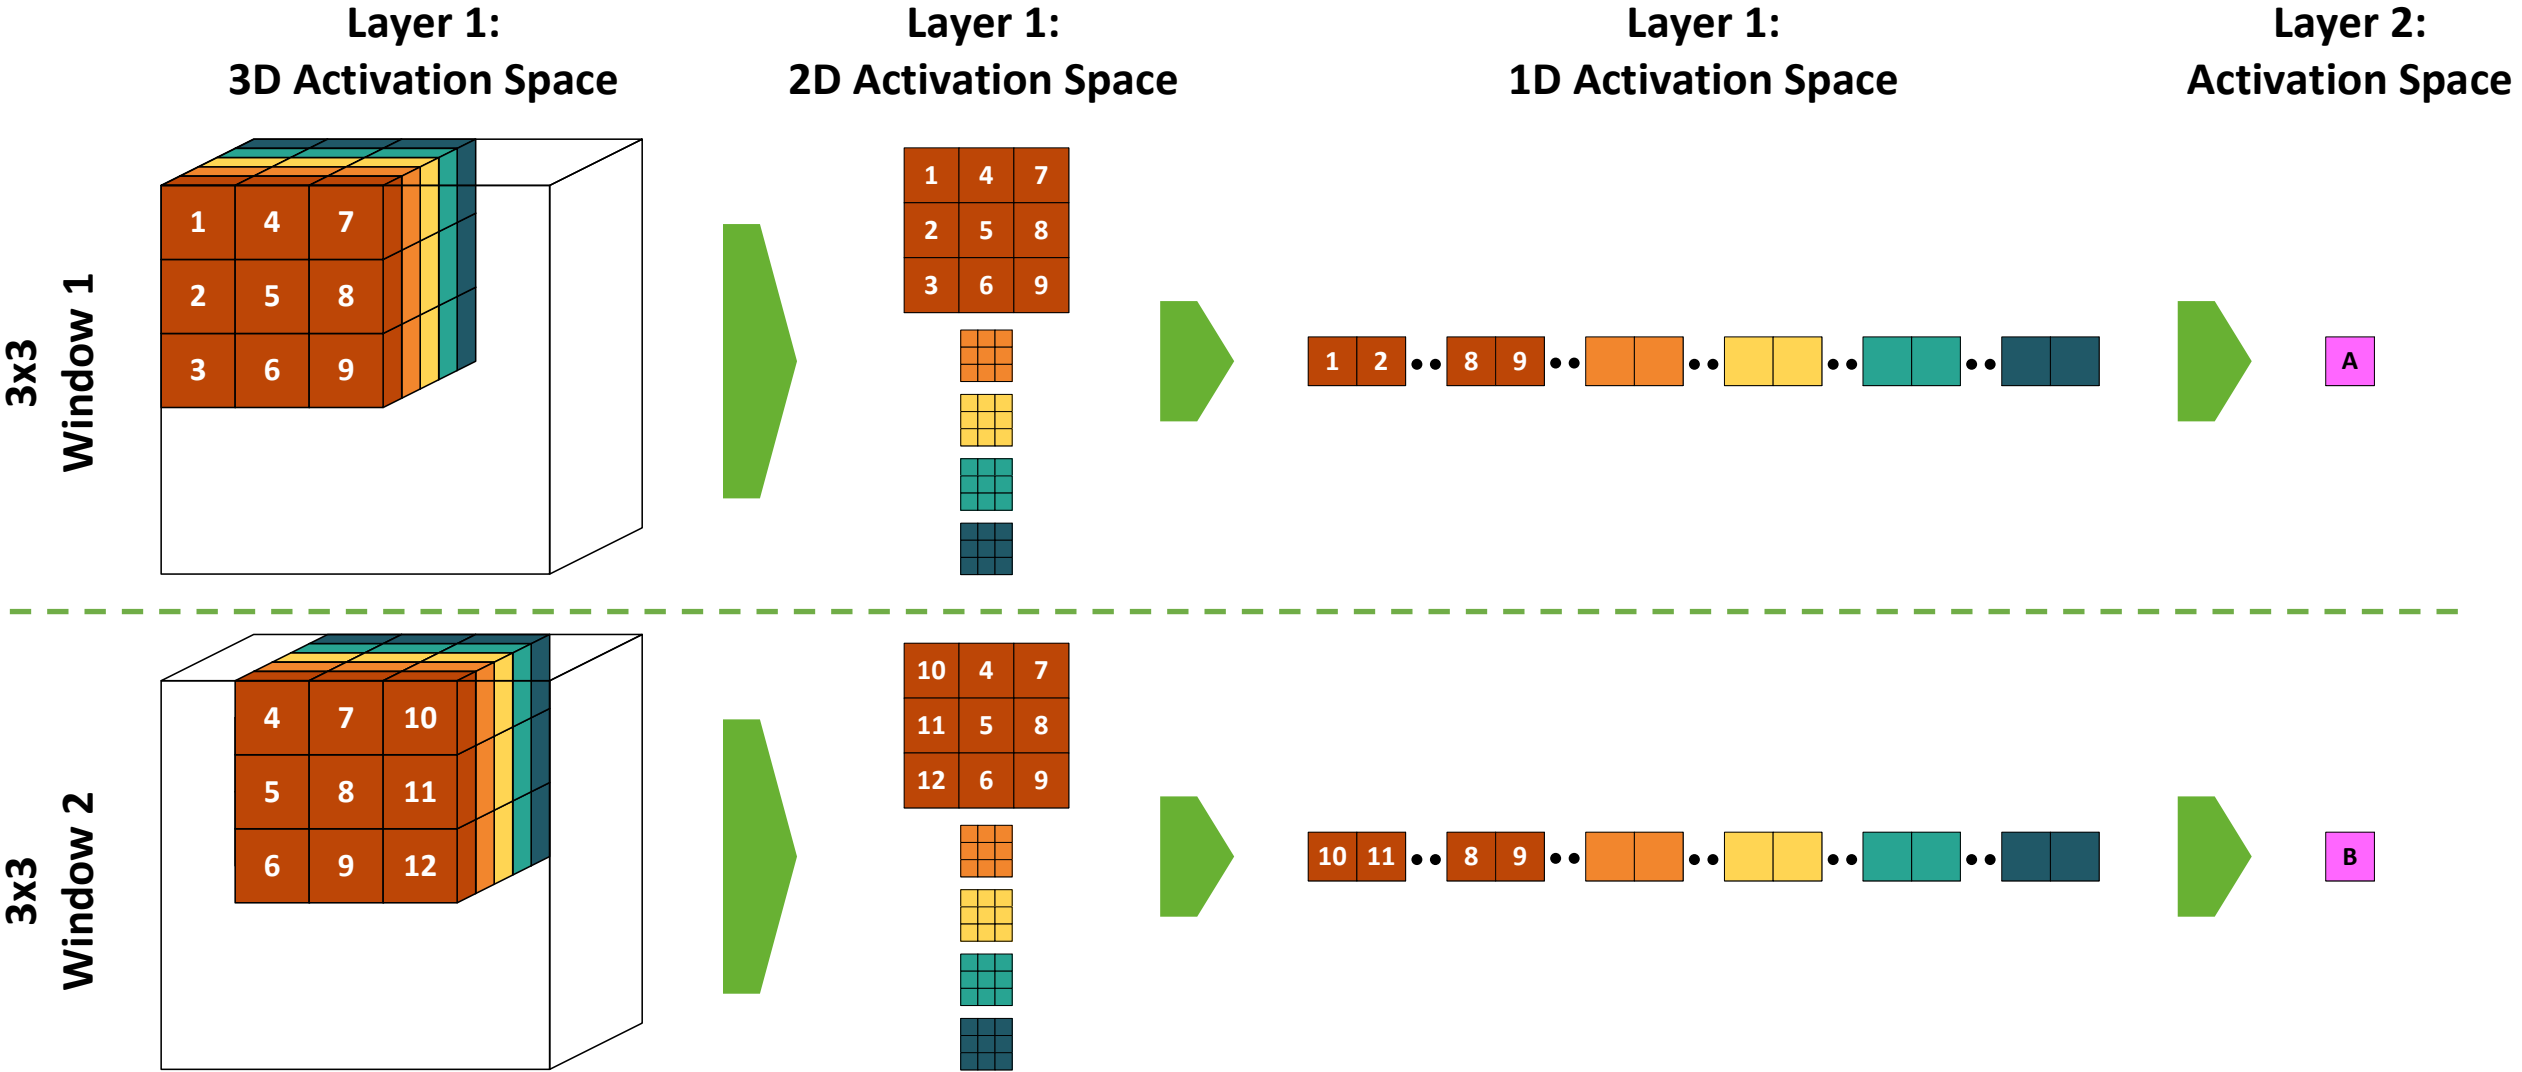 Layer 1:
3D Activation Space
Layer 1:
2D Activation Space
Layer 1:
1D Activation Space
Layer 2:
Activation Space
3x3
Window 1
1 4 7
2 5 8
3 6 9
1 4 7
2 5 8
3 6 9
1 2 8 9
A
3x3
Window 2
4 7 10
5 8 11
6 9 12
10 4 7
11 5 8
12 6 9
10 11 8 9
B